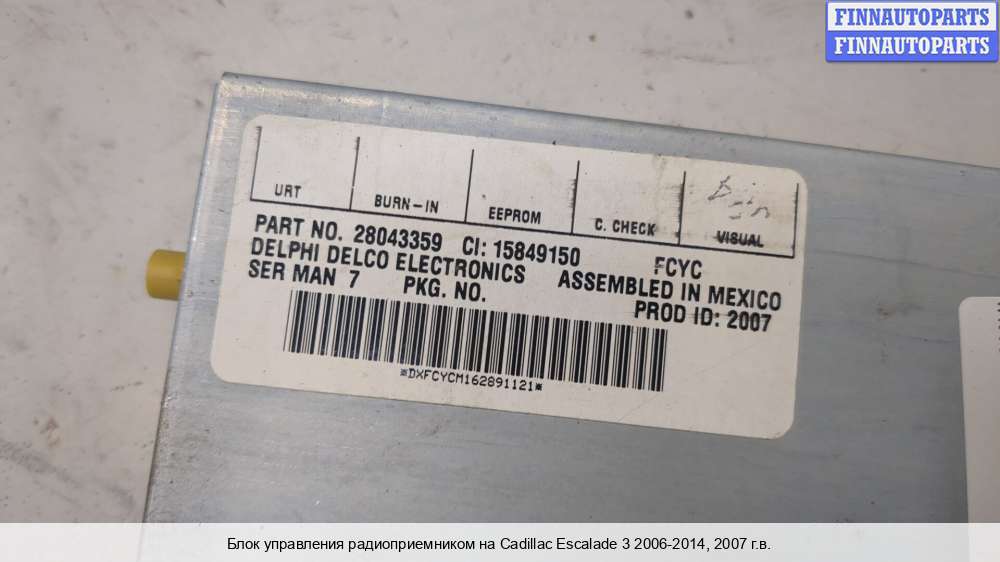 FINNAUTOPARTS
FINNAUTOPARTS
URT BURN-IN EEPROM C. CHECK VISUAL
PART NO. 28043359 CI: 15849150 FCYC
DELPHI DELCO ELECTRONICS ASSEMBLED IN MEXICO
SER MAN 7 PKG. NO. PROD ID: 2007
*DXFCYCM162891121*
Блок управления радиоприемником на Cadillac Escalade 3 2006-2014, 2007 г.в.